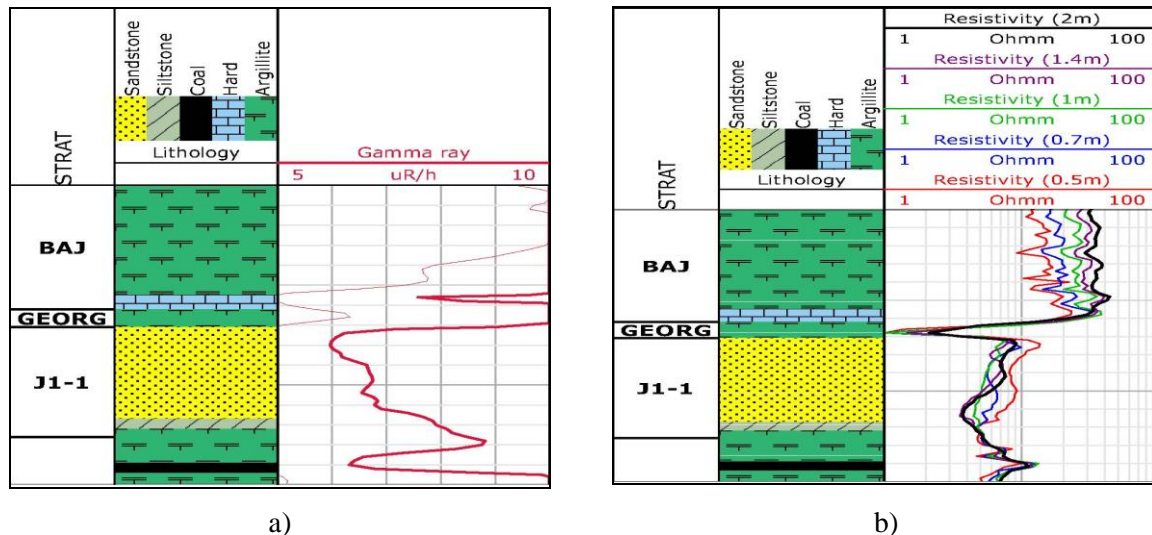 Sandstone
Siltstone
Coal
Hard
Argillite
Lithology
STRAT
Gamma ray
5 uR/h 10
BAJ
GEORG
J1-1
a)
Sandstone
Siltstone
Coal
Hard
Argillite
Lithology
STRAT
Resistivity (2m)
1 Ohmm 100
Resistivity (1.4m)
1 Ohmm 100
Resistivity (1m)
1 Ohmm 100
Resistivity (0.7m)
1 Ohmm 100
Resistivity (0.5m)
1 Ohmm 100
BAJ
GEORG
J1-1
b)